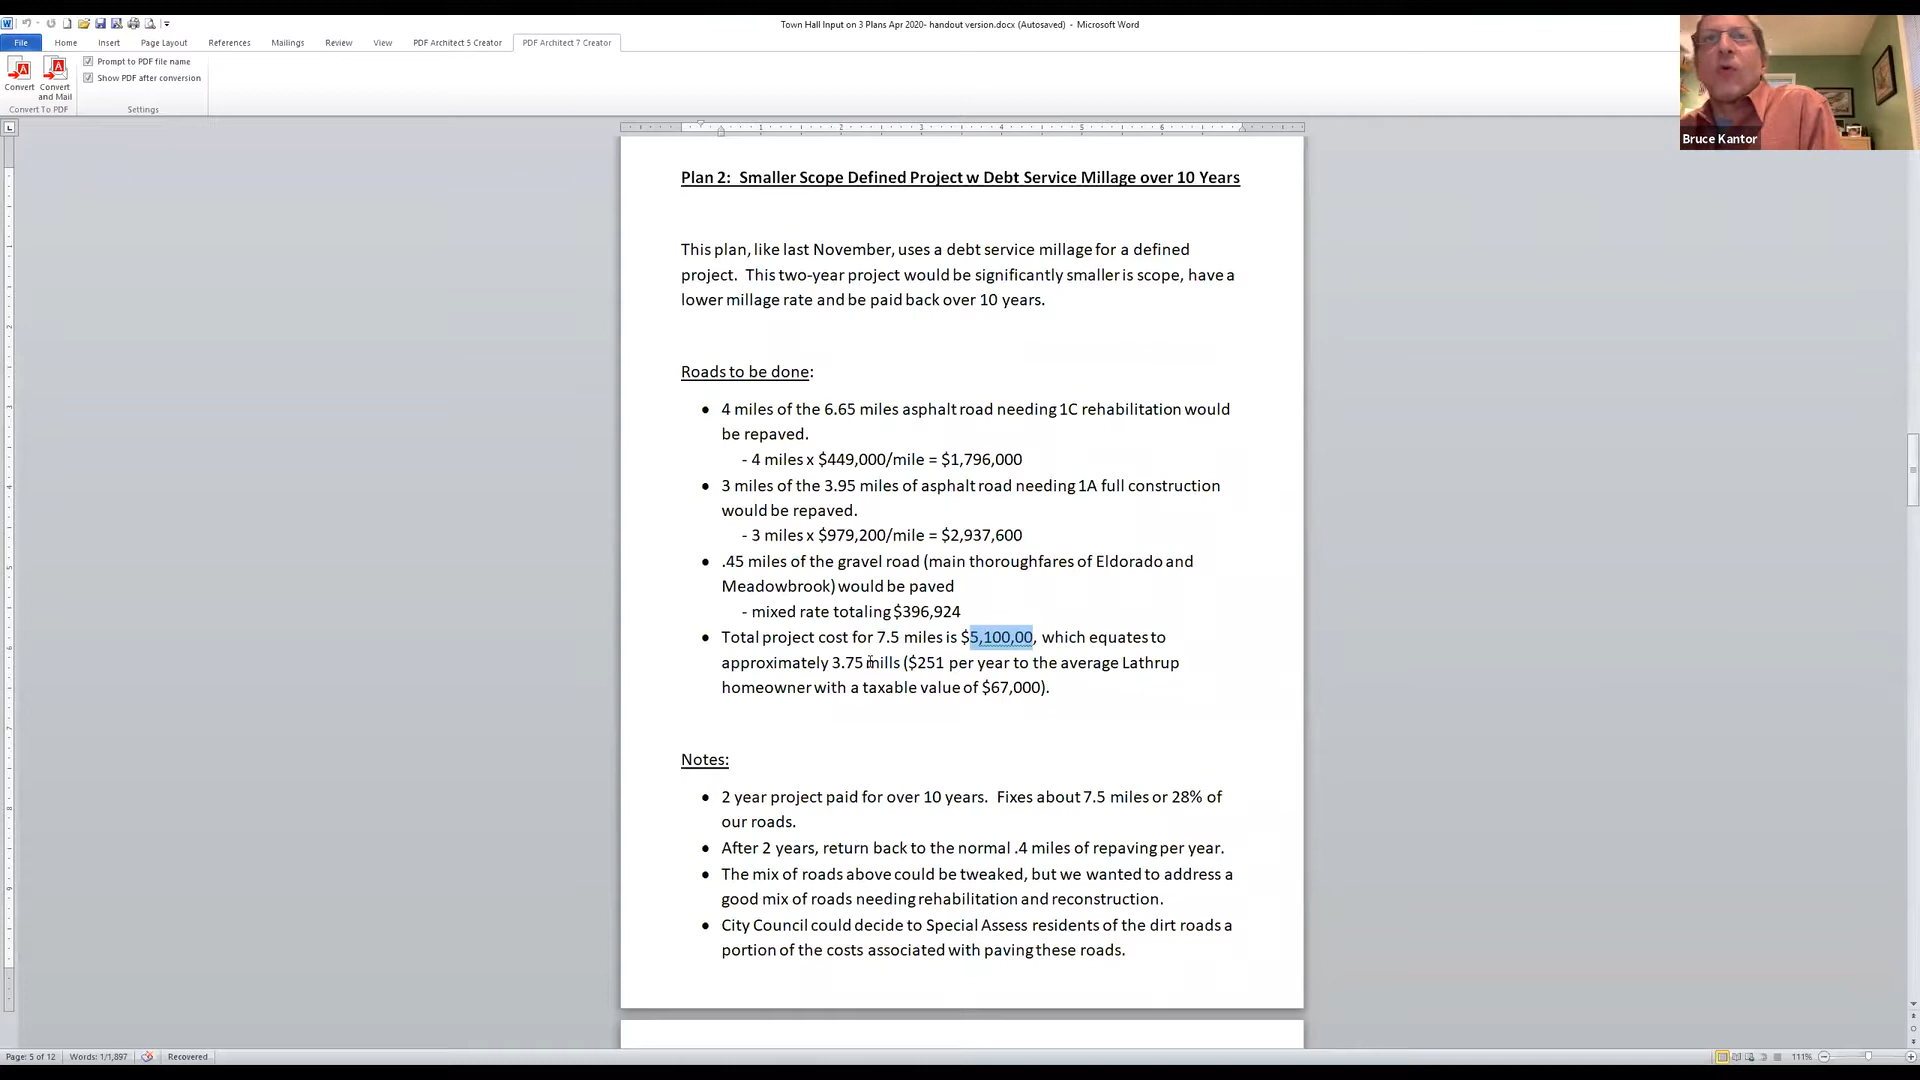 Town Hall Input on 3 Plans Apr 2020- handout version.docx (Autosaved) - Microsoft Word
File Home Insert Page Layout References Mailings Review View PDF Architect 5 Creator PDF Architect 7 Creator
Prompt to PDF file name
Show PDF after conversion
Convert Convert and Mail
Convert To PDF Settings
Bruce Kantor
1 2 3 4 5 6 7
Plan 2: Smaller Scope Defined Project w Debt Service Millage over 10 Years
This plan, like last November, uses a debt service millage for a defined
project. This two-year project would be significantly smaller is scope, have a
lower millage rate and be paid back over 10 years.
Roads to be done:
• 4 miles of the 6.65 miles asphalt road needing 1C rehabilitation would
be repaved.
- 4 miles x $449,000/mile = $1,796,000
• 3 miles of the 3.95 miles of asphalt road needing 1A full construction
would be repaved.
- 3 miles x $979,200/mile = $2,937,600
• .45 miles of the gravel road (main thoroughfares of Eldorado and
Meadowbrook) would be paved
- mixed rate totaling $396,924
• Total project cost for 7.5 miles is $5,100,00, which equates to
approximately 3.75 mills ($251 per year to the average Lathrup
homeowner with a taxable value of $67,000).
Notes:
• 2 year project paid for over 10 years. Fixes about 7.5 miles or 28% of
our roads.
• After 2 years, return back to the normal .4 miles of repaving per year.
• The mix of roads above could be tweaked, but we wanted to address a
good mix of roads needing rehabilitation and reconstruction.
• City Council could decide to Special Assess residents of the dirt roads a
portion of the costs associated with paving these roads.
Page: 5 of 12 Words: 1/1,897 Recovered 111%